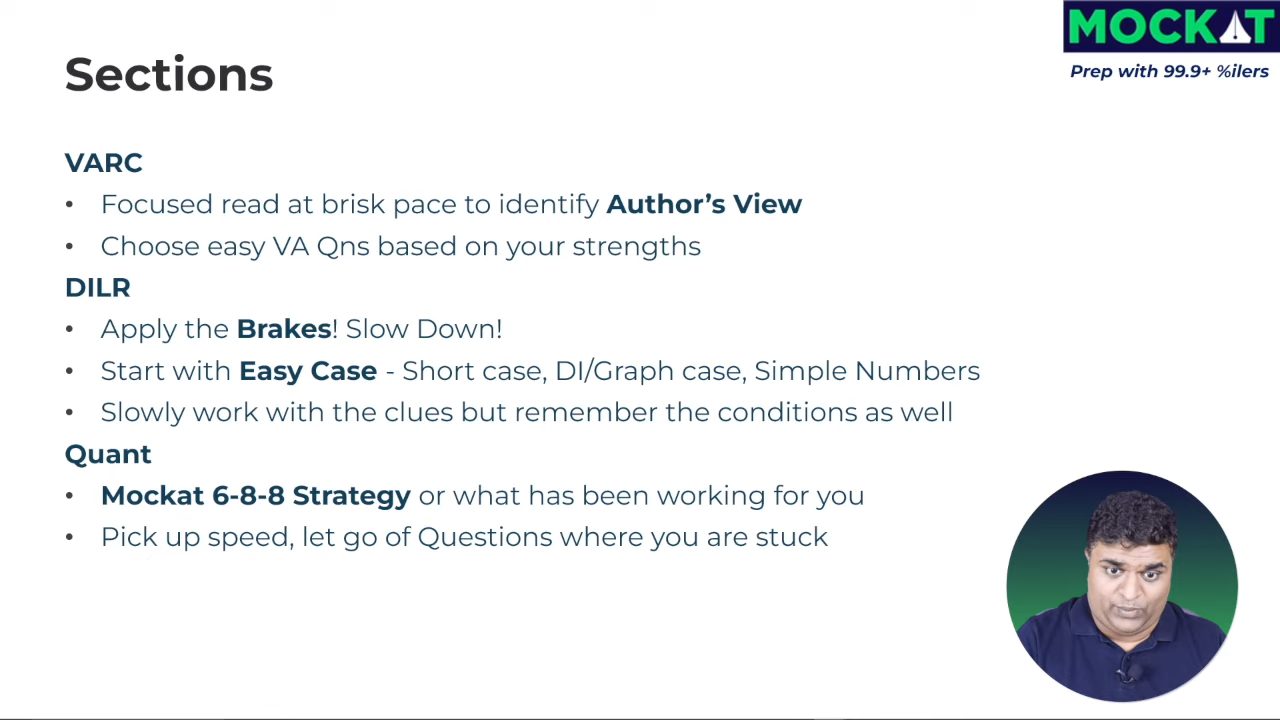 MOCKAT
Prep with 99.9+ %ilers
Sections
VARC
• Focused read at brisk pace to identify Author’s View
• Choose easy VA Qns based on your strengths
DILR
• Apply the Brakes! Slow Down!
• Start with Easy Case - Short case, DI/Graph case, Simple Numbers
• Slowly work with the clues but remember the conditions as well
Quant
• Mockat 6-8-8 Strategy or what has been working for you
• Pick up speed, let go of Questions where you are stuck